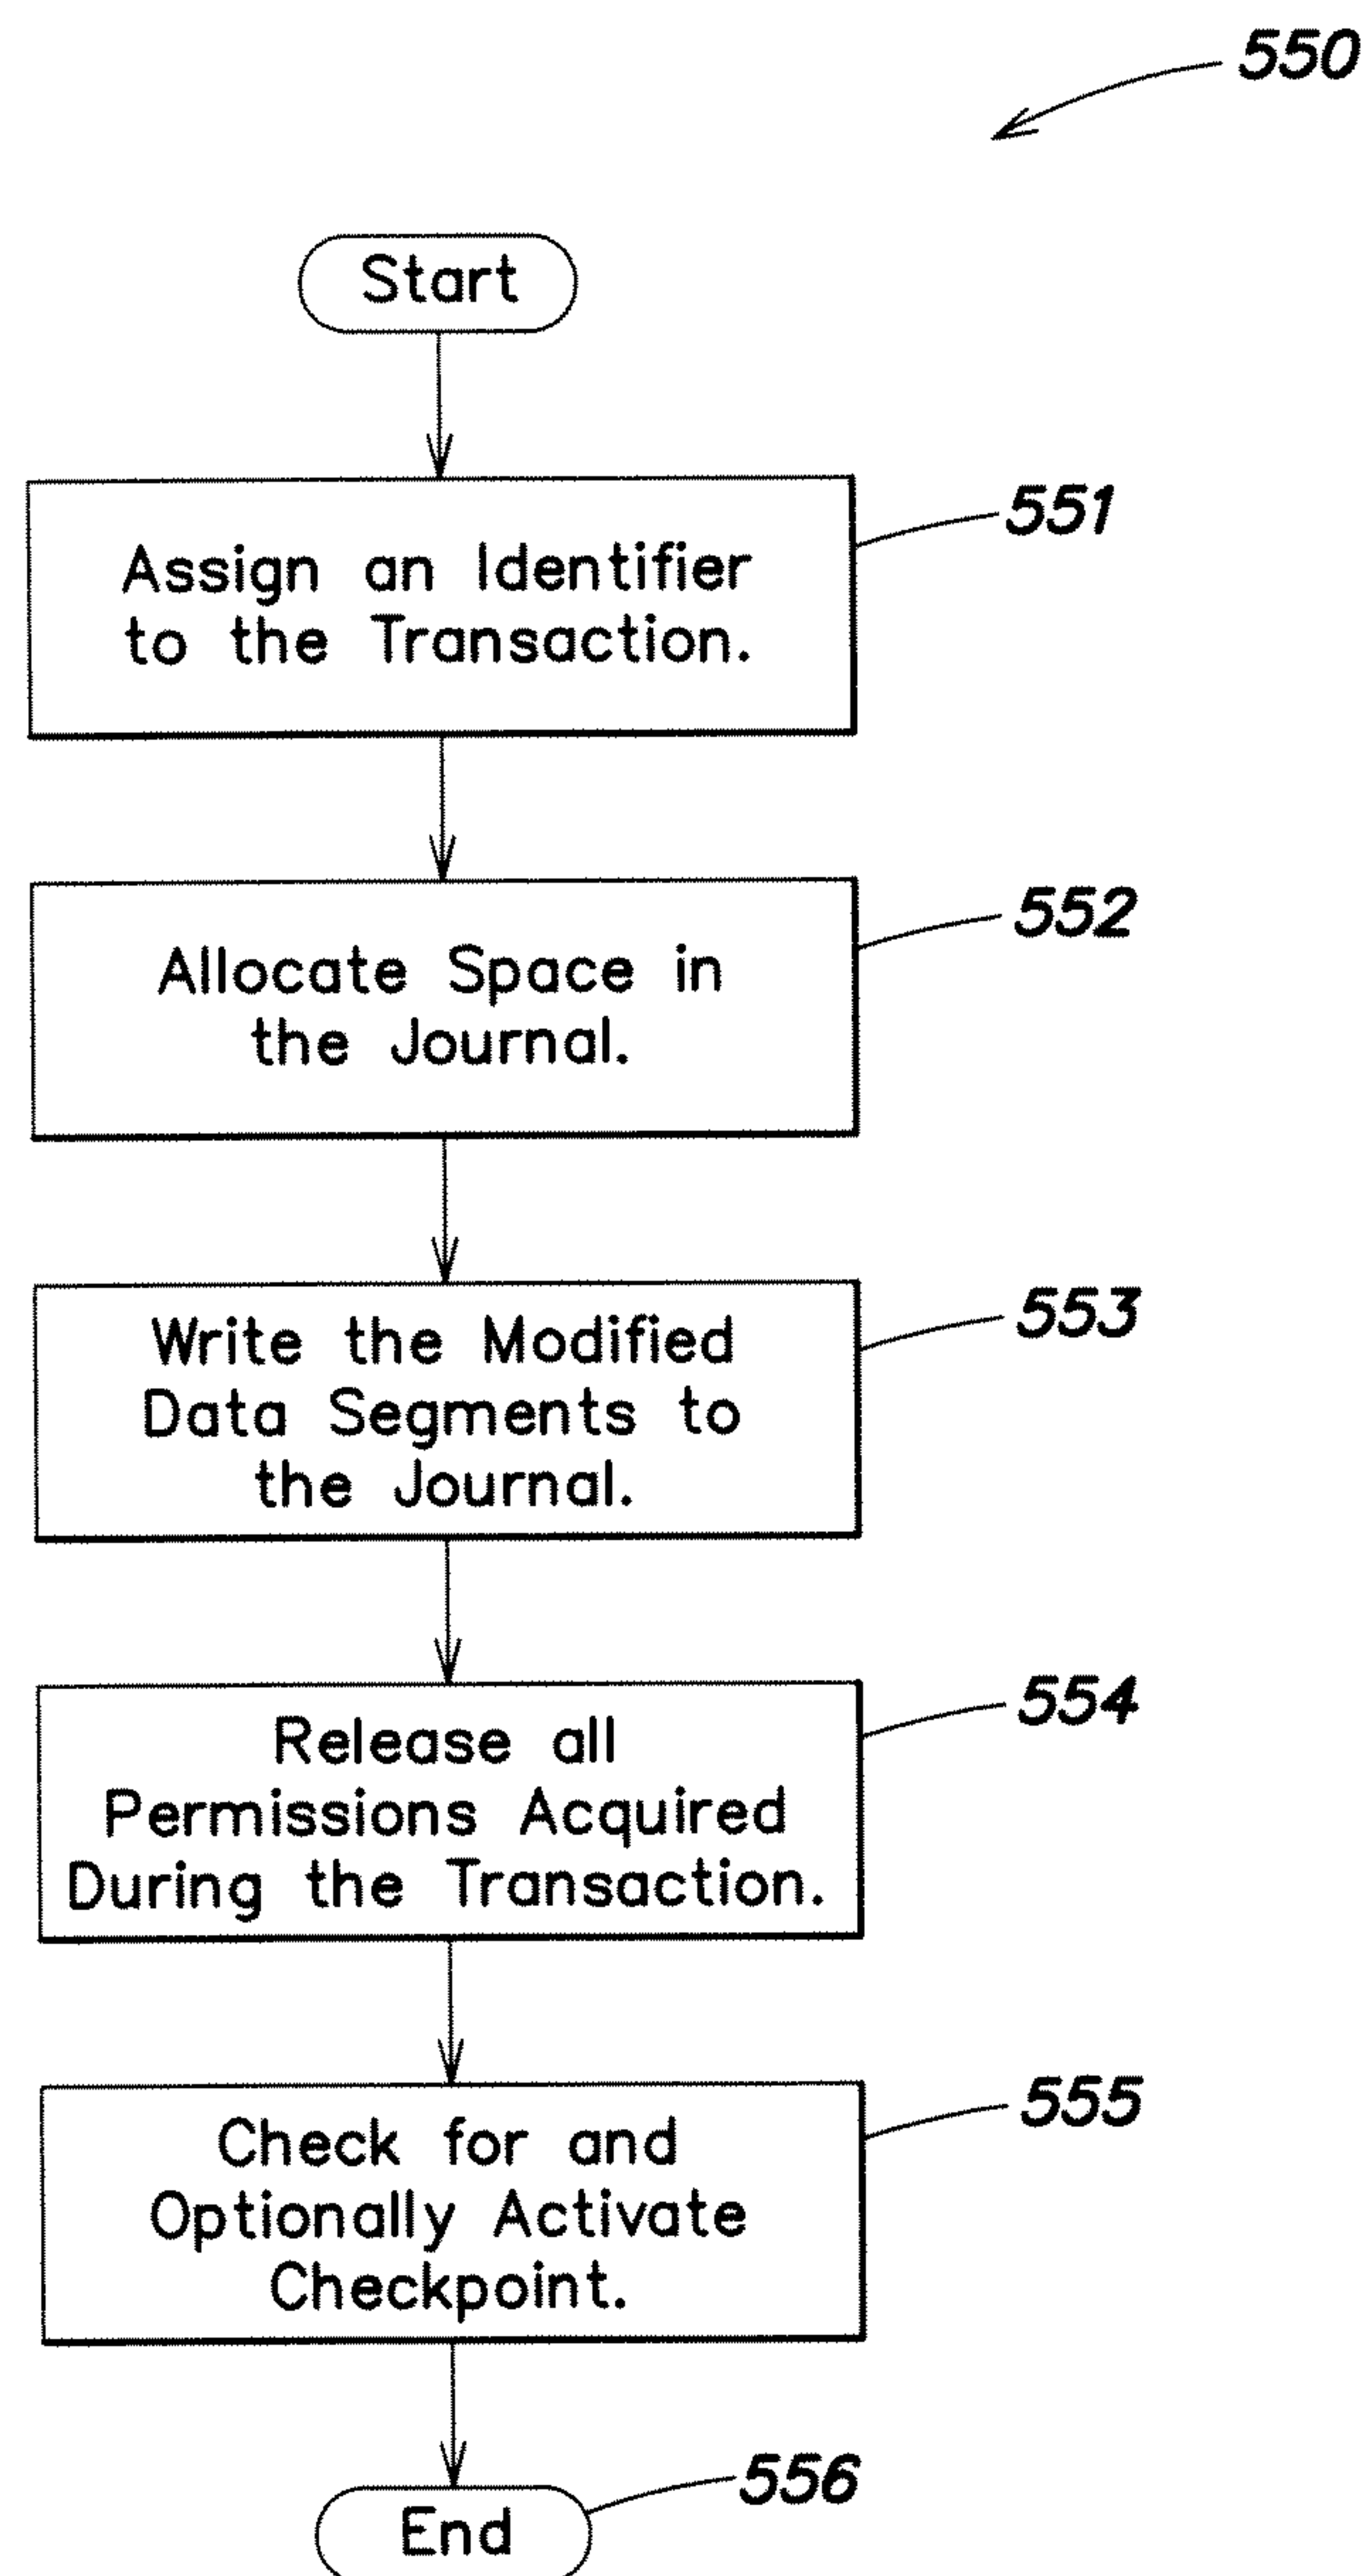 550
Start
551
Assign an Identifier
to the Transaction.
552
Allocate Space in
the Journal.
553
Write the Modified
Data Segments to
the Journal.
554
Release all
Permissions Acquired
During the Transaction.
555
Check for and
Optionally Activate
Checkpoint.
556
End